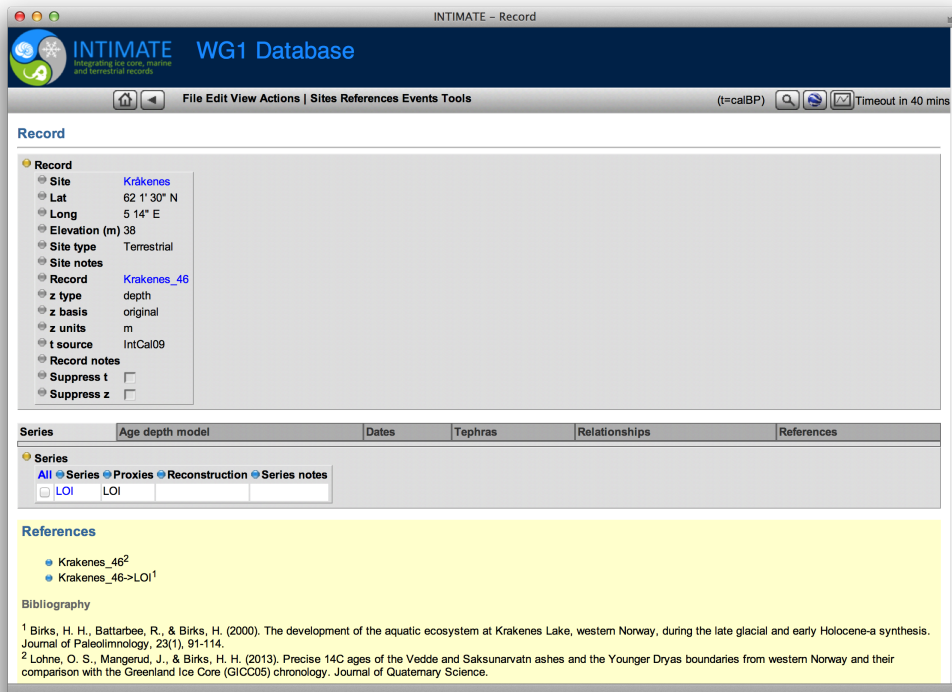 INTIMATE – Record
INTIMATE
Integrating ice core, marine
and terrestrial records
WG1 Database
File Edit View Actions | Sites References Events Tools
(t=calBP)
Timeout in 40 mins
Record
Record
Site Kråkenes
Lat 62 1' 30" N
Long 5 14" E
Elevation (m) 38
Site type Terrestrial
Site notes
Record Krakenes_46
z type depth
z basis original
z units m
t source IntCal09
Record notes
Suppress t
Suppress z
Series Age depth model Dates Tephras Relationships References
Series
All Series Proxies Reconstruction Series notes
LOI LOI
References
Krakenes_46²
Krakenes_46->LOI¹
Bibliography
¹ Birks, H. H., Battarbee, R., & Birks, H. (2000). The development of the aquatic ecosystem at Krakenes Lake, western Norway, during the late glacial and early Holocene-a synthesis.
Journal of Paleolimnology, 23(1), 91-114.
² Lohne, O. S., Mangerud, J., & Birks, H. H. (2013). Precise 14C ages of the Vedde and Saksunarvatn ashes and the Younger Dryas boundaries from western Norway and their
comparison with the Greenland Ice Core (GICC05) chronology. Journal of Quaternary Science.